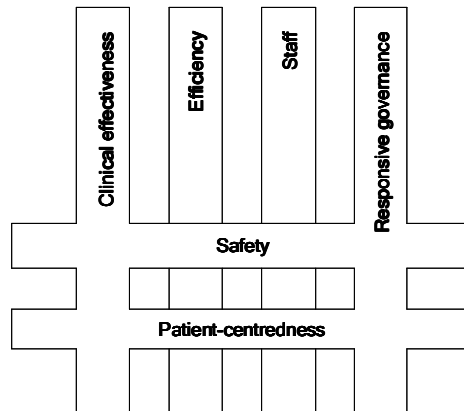 Clinical effectiveness
Efficiency
Staff
Responsive governance
Safety
Patient-centredness